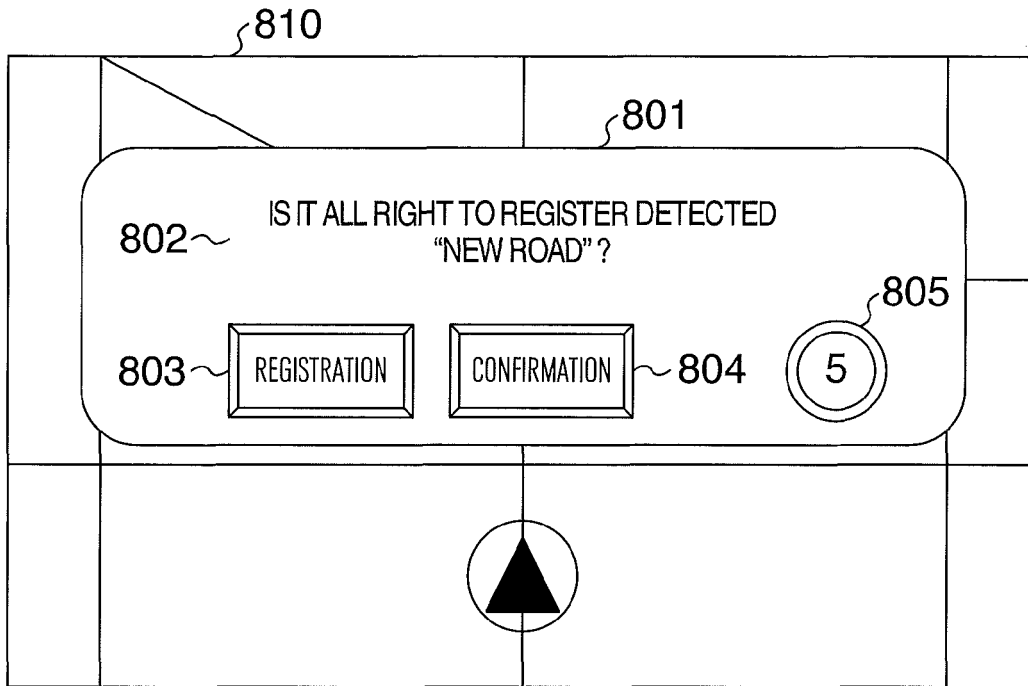 810
801
IS IT ALL RIGHT TO REGISTER DETECTED
802
"NEW ROAD"?
805
803
REGISTRATION
CONFIRMATION
804
5